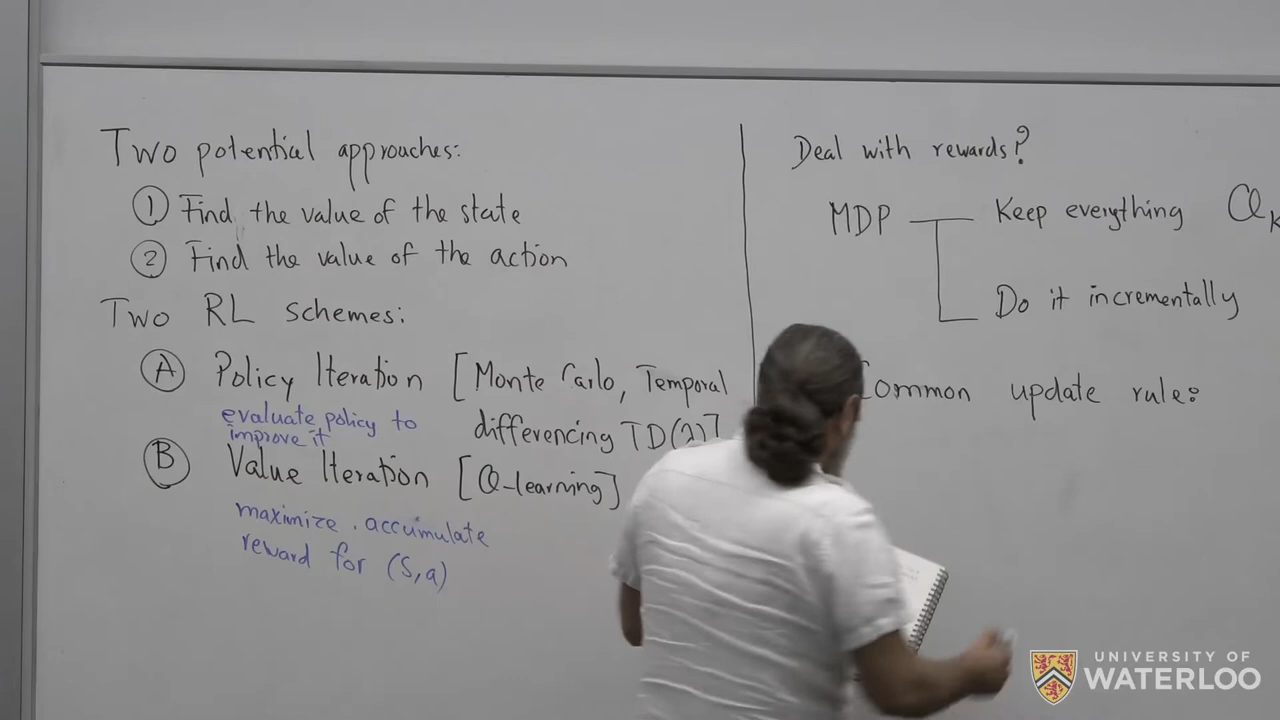 Two potential approaches:
① Find the value of the state
② Find the value of the action
Two RL schemes:
Ⓐ Policy Iteration [Monte Carlo, Temporal
differencing TD(λ)]
evaluate policy to
improve it
Ⓑ Value Iteration [Q-learning]
maximize accumulate
reward for (S,a)
Deal with rewards?
MDP Keep everything Q_k
Do it incrementally
Common update rule:
UNIVERSITY OF
WATERLOO